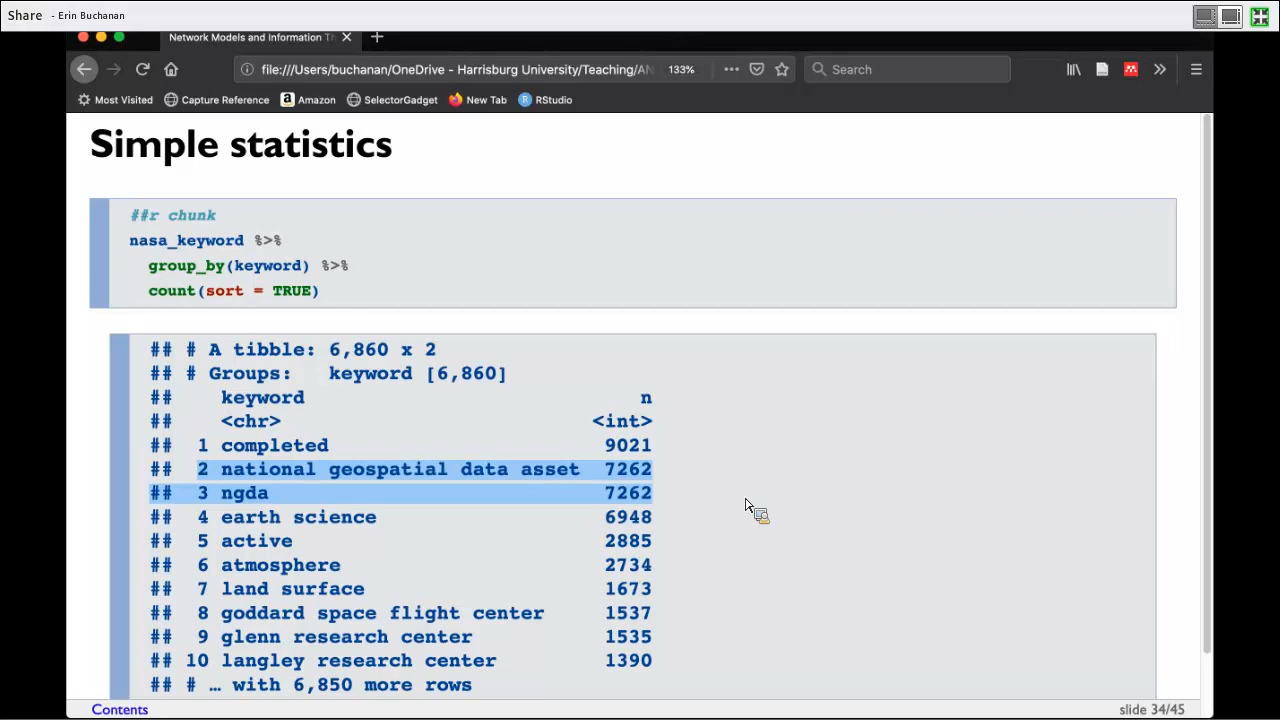 Share - Erin Buchanan
Network Models and Information Th
file:///Users/buchanan/OneDrive - Harrisburg University/Teaching/AN 133% Search
Most Visited Capture Reference Amazon SelectorGadget New Tab RStudio
Simple statistics
##r chunk
nasa_keyword %>%
group_by(keyword) %>%
count(sort = TRUE)
## # A tibble: 6,860 x 2
## # Groups: keyword [6,860]
## keyword n
## <chr> <int>
## 1 completed 9021
## 2 national geospatial data asset 7262
## 3 ngda 7262
## 4 earth science 6948
## 5 active 2885
## 6 atmosphere 2734
## 7 land surface 1673
## 8 goddard space flight center 1537
## 9 glenn research center 1535
## 10 langley research center 1390
## # … with 6,850 more rows
Contents slide 34/45